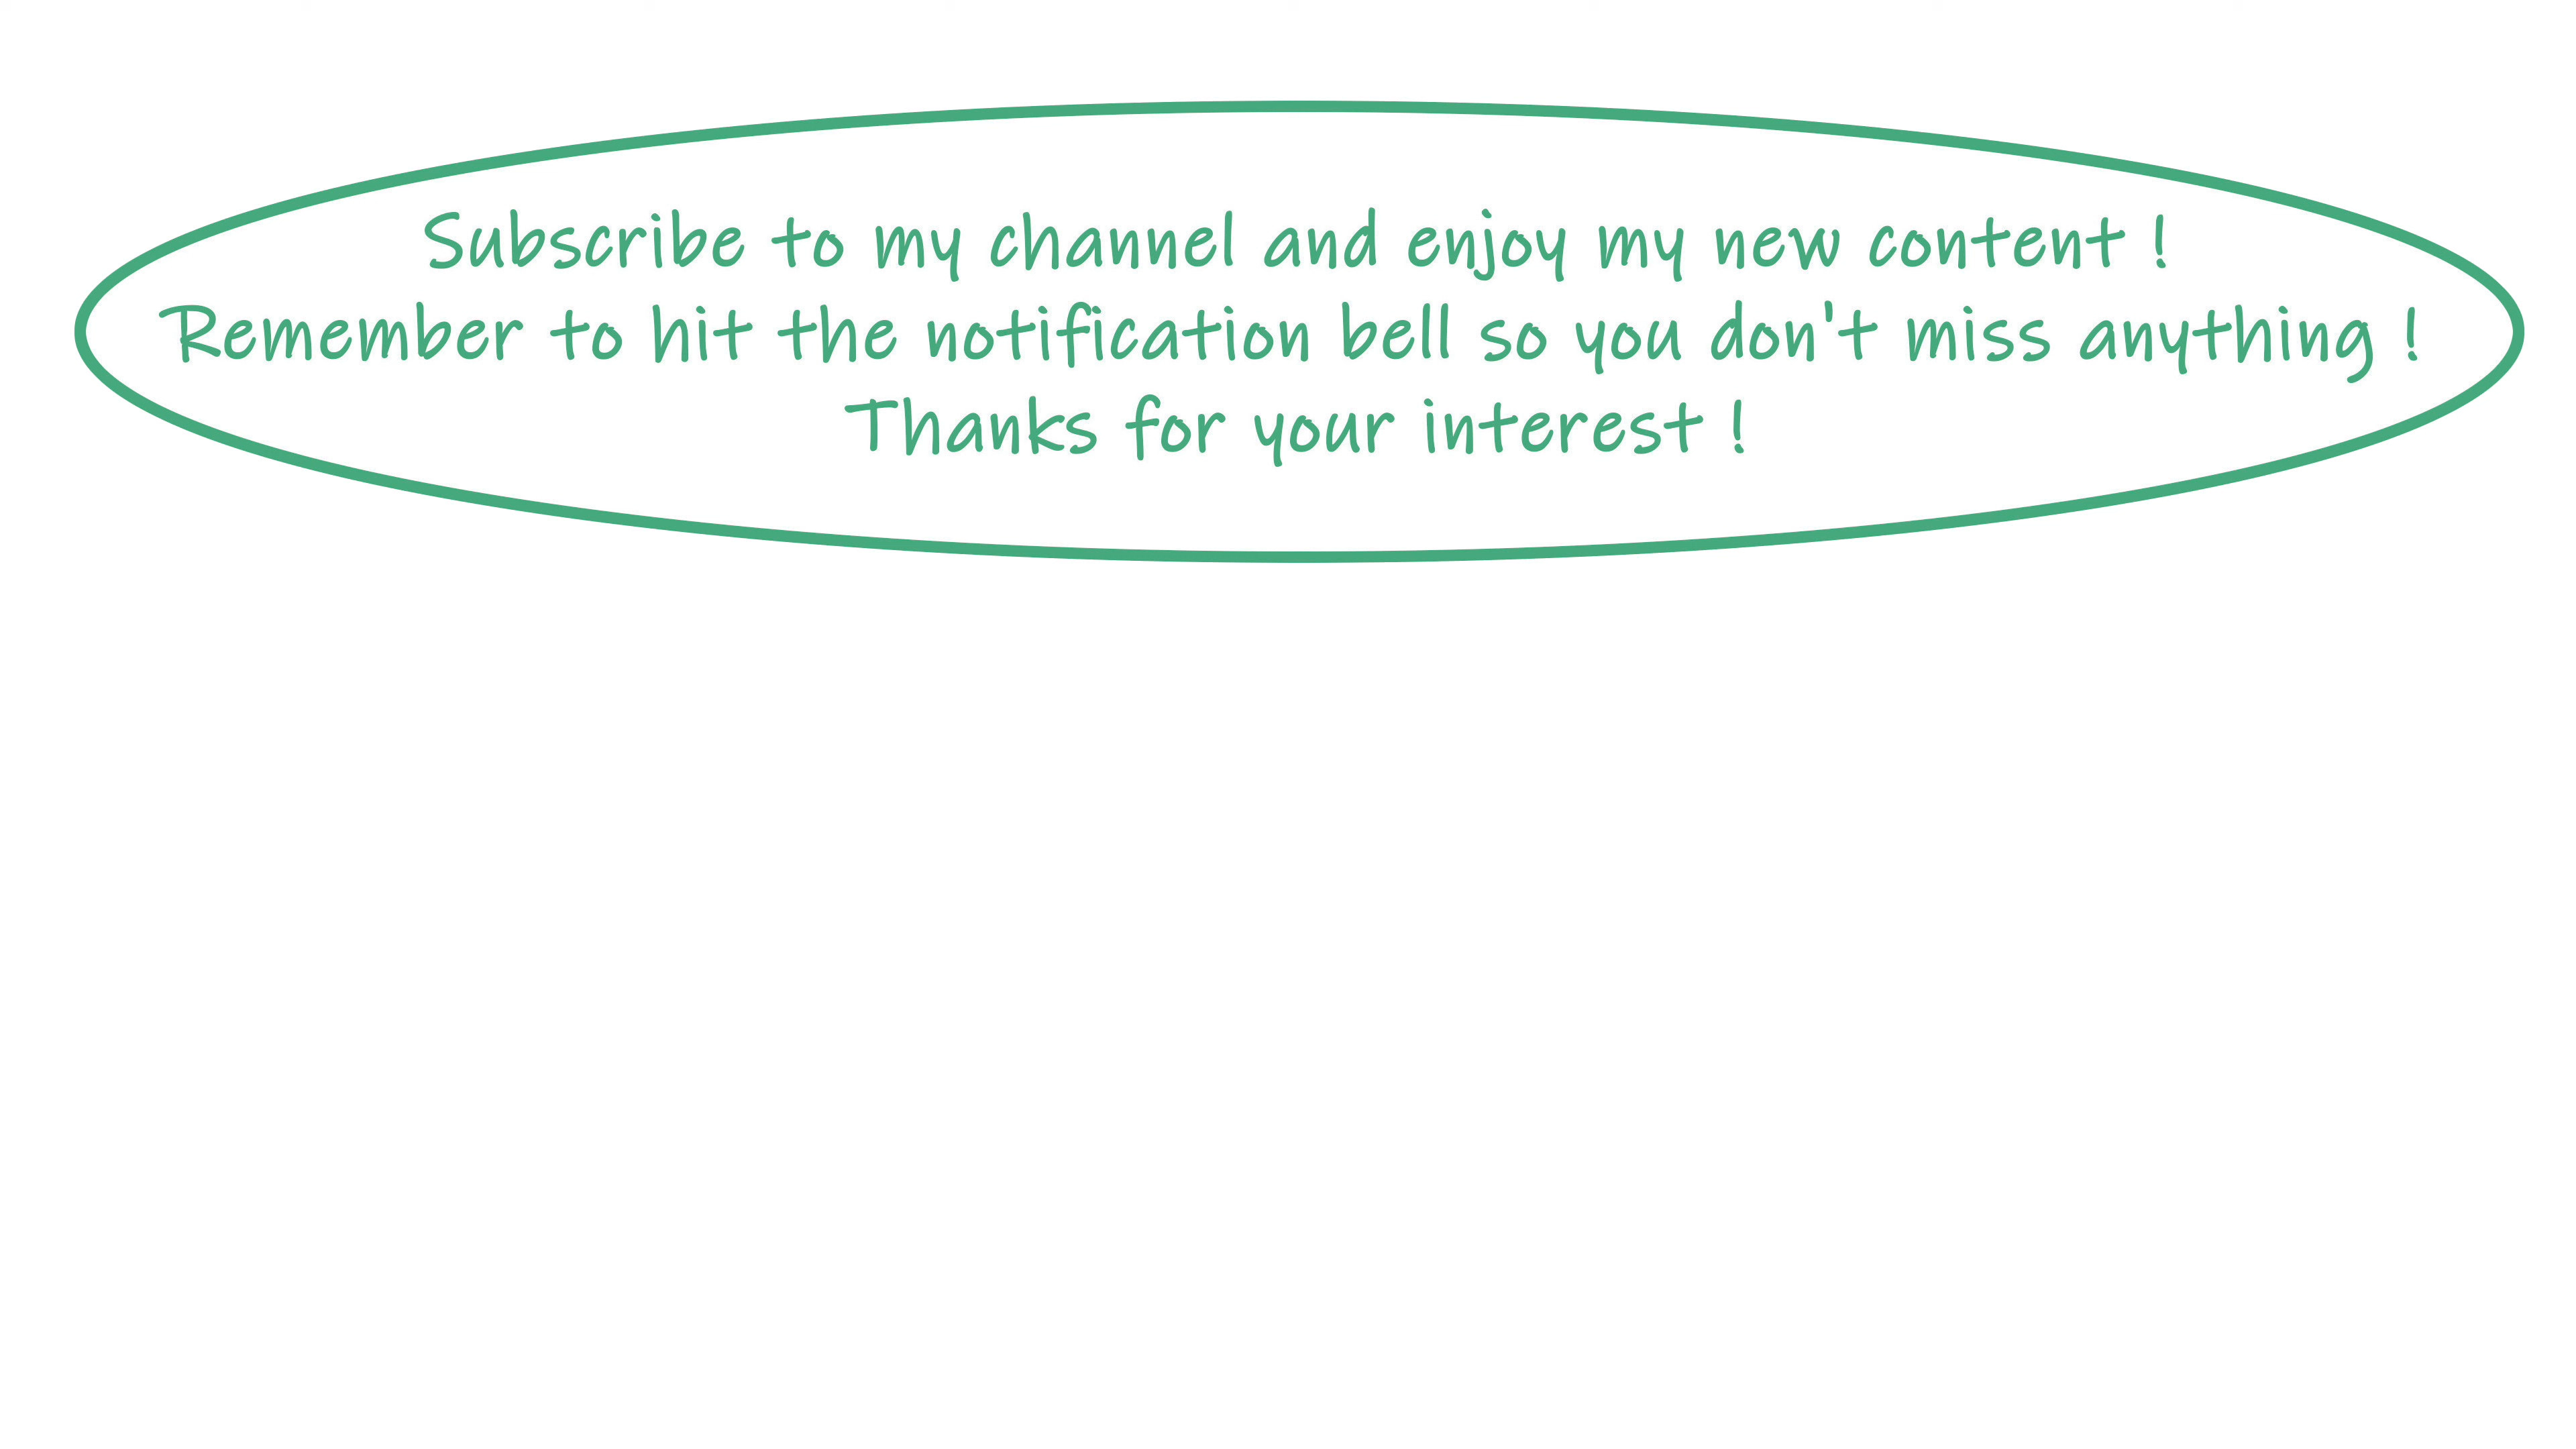 Subscribe to my channel and enjoy my new content !
Remember to hit the notification bell so you don't miss anything !
Thanks for your interest !